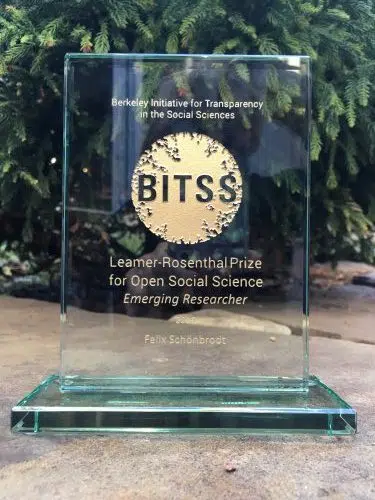 Berkeley Initiative for Transparency
in the Social Sciences
BITSS
Leamer-Rosenthal Prize
for Open Social Science
Emerging Researcher
Felix Schönbrodt